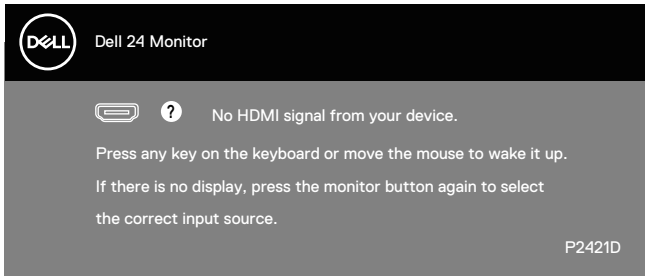 DELL
Dell 24 Monitor
? No HDMI signal from your device.
Press any key on the keyboard or move the mouse to wake it up.
If there is no display, press the monitor button again to select
the correct input source.
P2421D